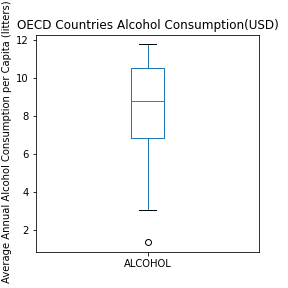 OECD Countries Alcohol Consumption(USD)
Average Annual Alcohol Consumption per Capita (litters)
12
10
8
6
4
2
ALCOHOL